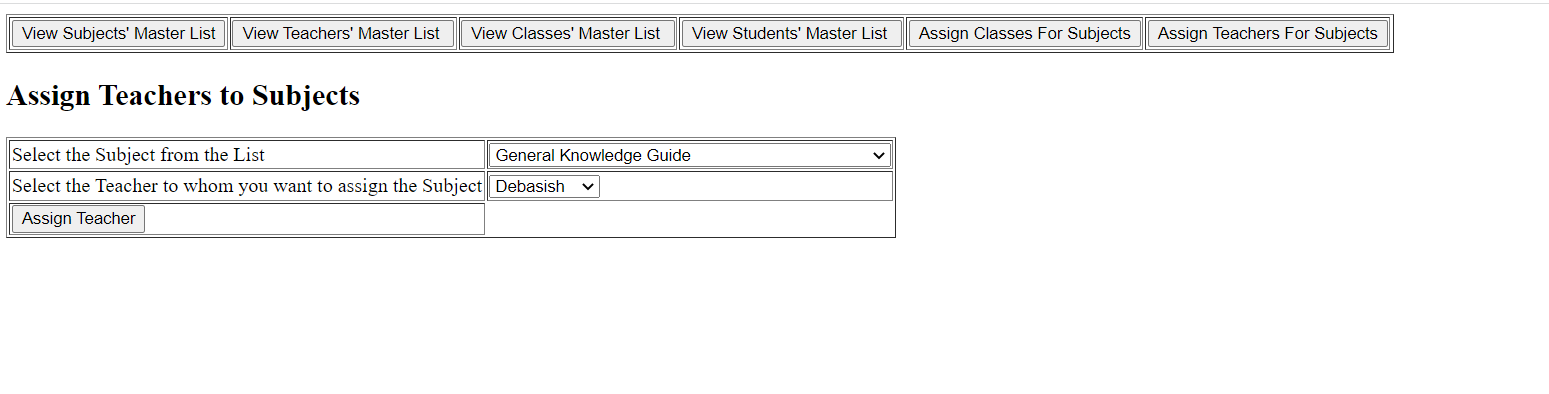 View Subjects' Master List View Teachers' Master List View Classes' Master List View Students' Master List Assign Classes For Subjects Assign Teachers For Subjects
Assign Teachers to Subjects
Select the Subject from the List General Knowledge Guide
Select the Teacher to whom you want to assign the Subject Debasish
Assign Teacher